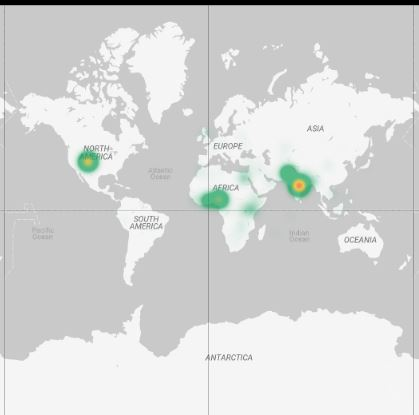 ASIA
NORTH
AMERICA
EUROPE
Atlantic
Ocean
AFRICA
SOUTH
AMERICA
Pacific
Ocean
Indian
Ocean
OCEANIA
ANTARCTICA